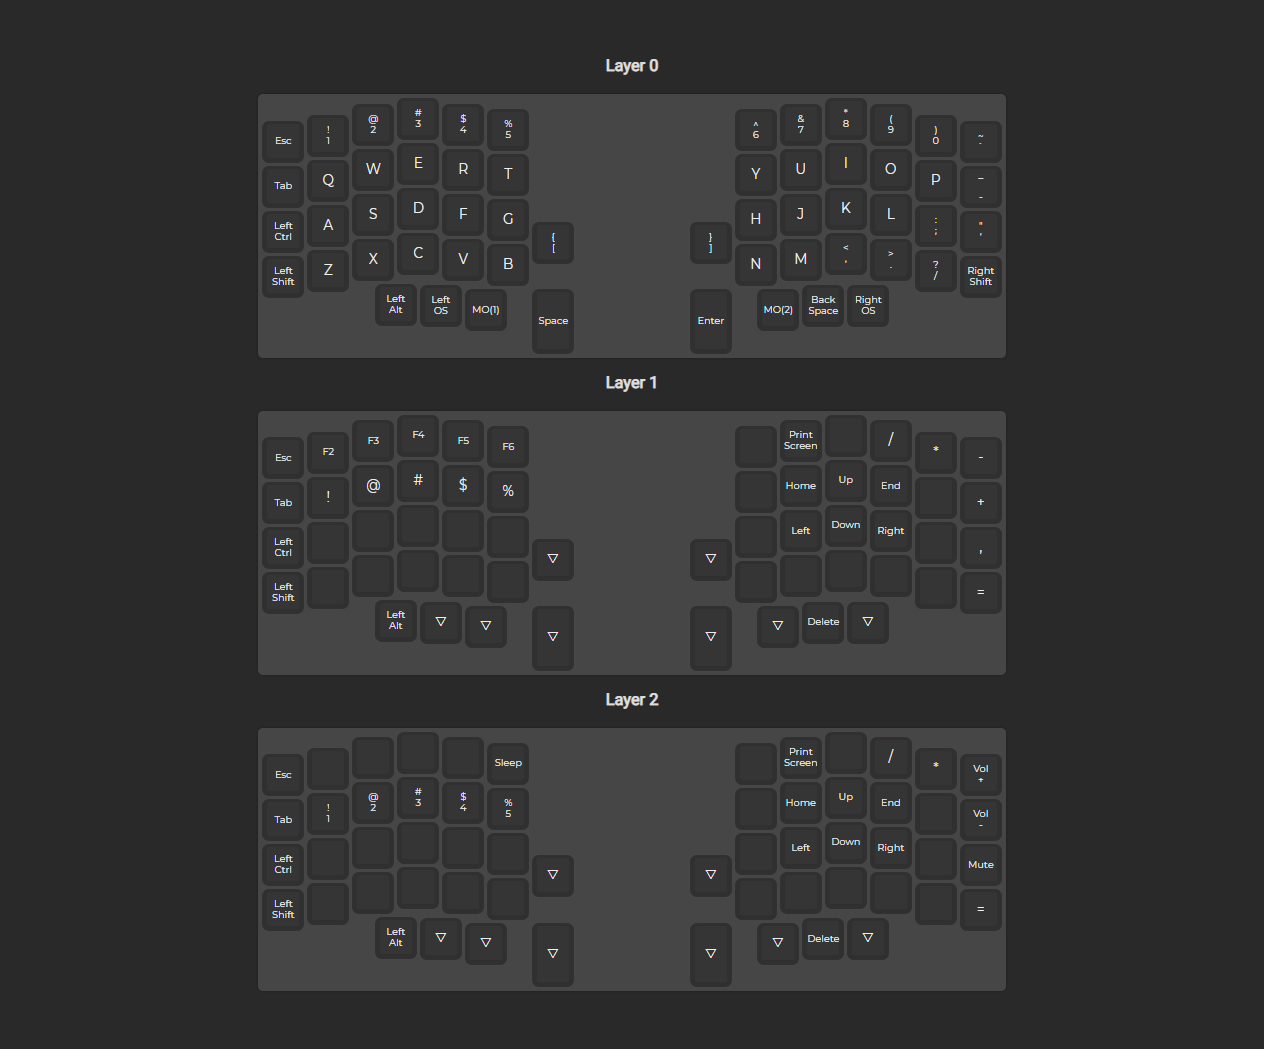 Layer 0
Esc ! @ # $ % ^ & * ( ) ~
1 2 3 4 5 6 7 8 9 0 `
Tab Q W E R T Y U I O P _
-
Left Ctrl A S D F G { } H J K L : "
[ ] ; '
Left Shift Z X C V B N M < > ? Right Shift
, . /
Left Alt Left OS MO(1) Space Enter MO(2) Back Space Right OS
Layer 1
Esc F2 F3 F4 F5 F6 Print Screen / * -
Tab ! @ # $ % Home Up End +
Left Ctrl ▽ ▽ Left Down Right ,
Left Shift =
Left Alt ▽ ▽ ▽ ▽ ▽ Delete ▽
Layer 2
Esc Sleep Print Screen / * Vol +
Tab ! @ # $ % Home Up End Vol -
1 2 3 4 5
Left Ctrl ▽ ▽ Left Down Right Mute
Left Shift =
Left Alt ▽ ▽ ▽ ▽ ▽ Delete ▽